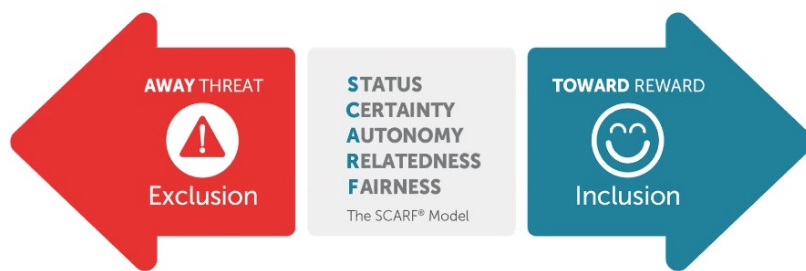 AWAY THREAT
Exclusion
STATUS
CERTAINTY
AUTONOMY
RELATEDNESS
FAIRNESS
The SCARF® Model
TOWARD REWARD
Inclusion